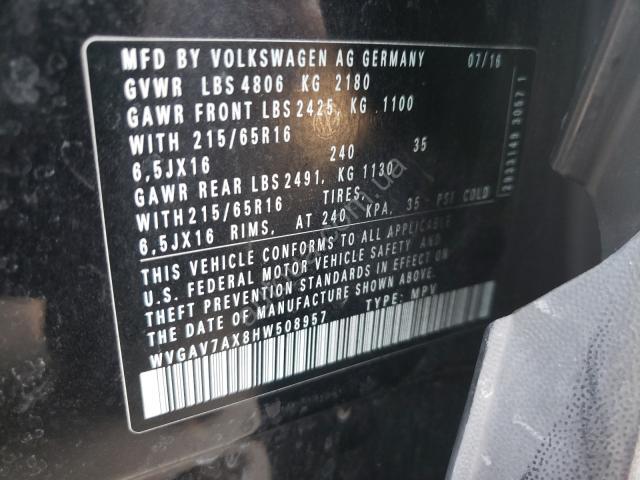 MFD BY VOLKSWAGEN AG GERMANY 07/16
GVWR LBS 4806 KG 2180
GAWR FRONT LBS 2425, KG .1100
WITH 215/65R16
6,5JX16 240 35
GAWR REAR LBS 2491, KG 1130
WITH 215/65R16 TIRES,
6,5JX16 RIMS, AT 240 KPA, 35 PSI COLD
THIS VEHICLE CONFORMS TO ALL APPLICABLE
U.S. FEDERAL MOTOR VEHICLE SAFETY AND
THEFT PREVENTION STANDARDS IN EFFECT ON
THE DATE OF MANUFACTURE SHOWN ABOVE.
WVGAV7AX8HW508957 TYPE: MPV